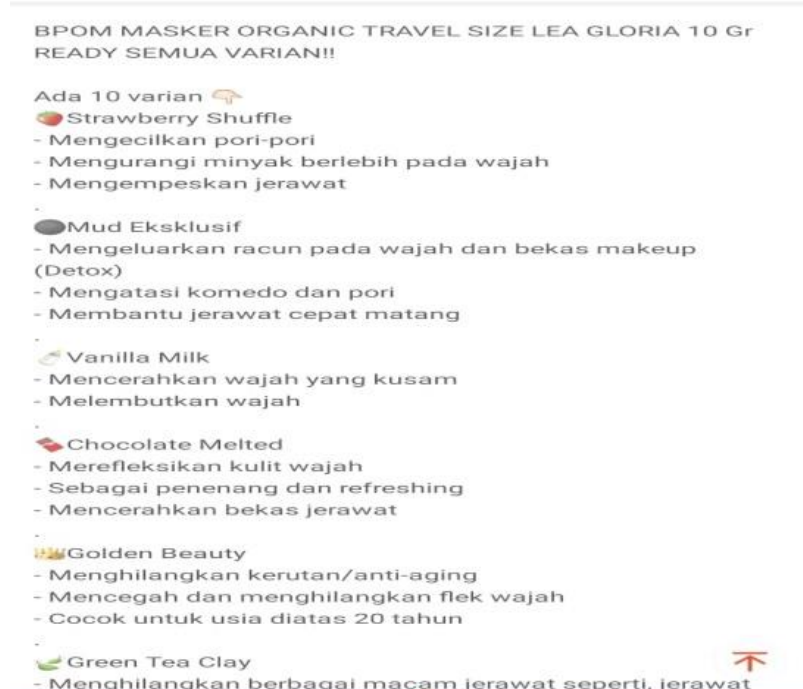 BPOM MASKER ORGANIC TRAVEL SIZE LEA GLORIA 10 Gr
READY SEMUA VARIAN!!
Ada 10 varian 👇
🍓Strawberry Shuffle
- Mengecilkan pori-pori
- Mengurangi minyak berlebih pada wajah
- Mengempeskan jerawat
.
⚫Mud Eksklusif
- Mengeluarkan racun pada wajah dan bekas makeup
(Detox)
- Mengatasi komedo dan pori
- Membantu jerawat cepat matang
.
🍼Vanilla Milk
- Mencerahkan wajah yang kusam
- Melembutkan wajah
.
🍫Chocolate Melted
- Merefleksikan kulit wajah
- Sebagai penenang dan refreshing
- Mencerahkan bekas jerawat
.
👑Golden Beauty
- Menghilangkan kerutan/anti-aging
- Mencegah dan menghilangkan flek wajah
- Cocok untuk usia diatas 20 tahun
.
🍵Green Tea Clay
- Menghilangkan berbagai macam jerawat seperti, jerawat